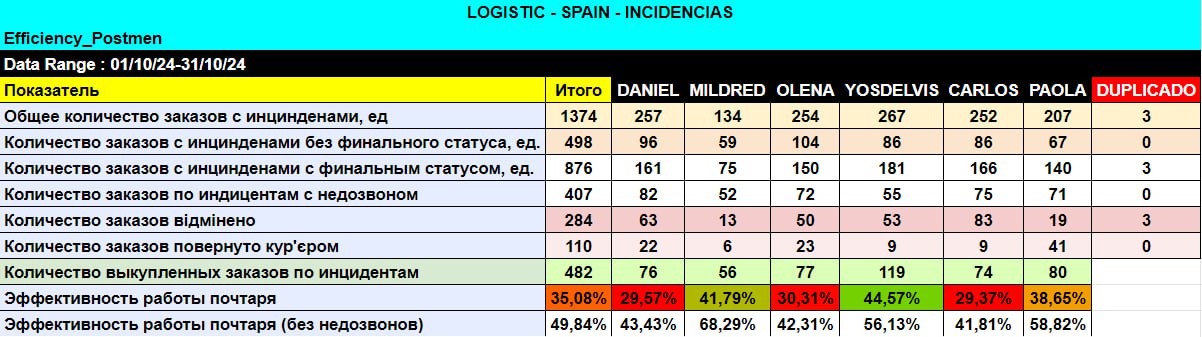 LOGISTIC - SPAIN - INCIDENCIAS
Efficiency_Postmen
Data Range : 01/10/24-31/10/24
Показатель Итого DANIEL MILDRED OLENA YOSDELVIS CARLOS PAOLA DUPLICADO
Общее количество заказов с инцинденами, ед 1374 257 134 254 267 252 207 3
Количество заказов с инцинденами без финального статуса, ед. 498 96 59 104 86 86 67 0
Количество заказов с инцинденами с финальным статусом, ед. 876 161 75 150 181 166 140 3
Количество заказов по индицентам с недозвоном 407 82 52 72 55 75 71 0
Количество заказов відмінено 284 63 13 50 53 83 19 3
Количество заказов повернуто кур'єром 110 22 6 23 9 9 41 0
Количество выкупленных заказов по инцидентам 482 76 56 77 119 74 80
Эффективность работы почтаря 35,08% 29,57% 41,79% 30,31% 44,57% 29,37% 38,65%
Эффективность работы почтаря (без недозвонов) 49,84% 43,43% 68,29% 42,31% 56,13% 41,81% 58,82%